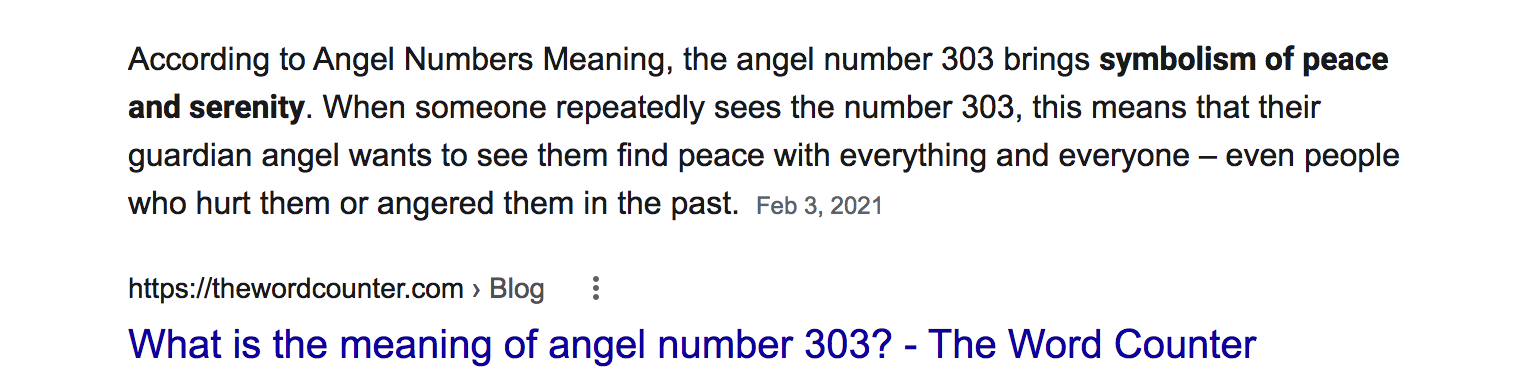 According to Angel Numbers Meaning, the angel number 303 brings symbolism of peace
and serenity. When someone repeatedly sees the number 303, this means that their
guardian angel wants to see them find peace with everything and everyone – even people
who hurt them or angered them in the past. Feb 3, 2021
https://thewordcounter.com › Blog
What is the meaning of angel number 303? - The Word Counter